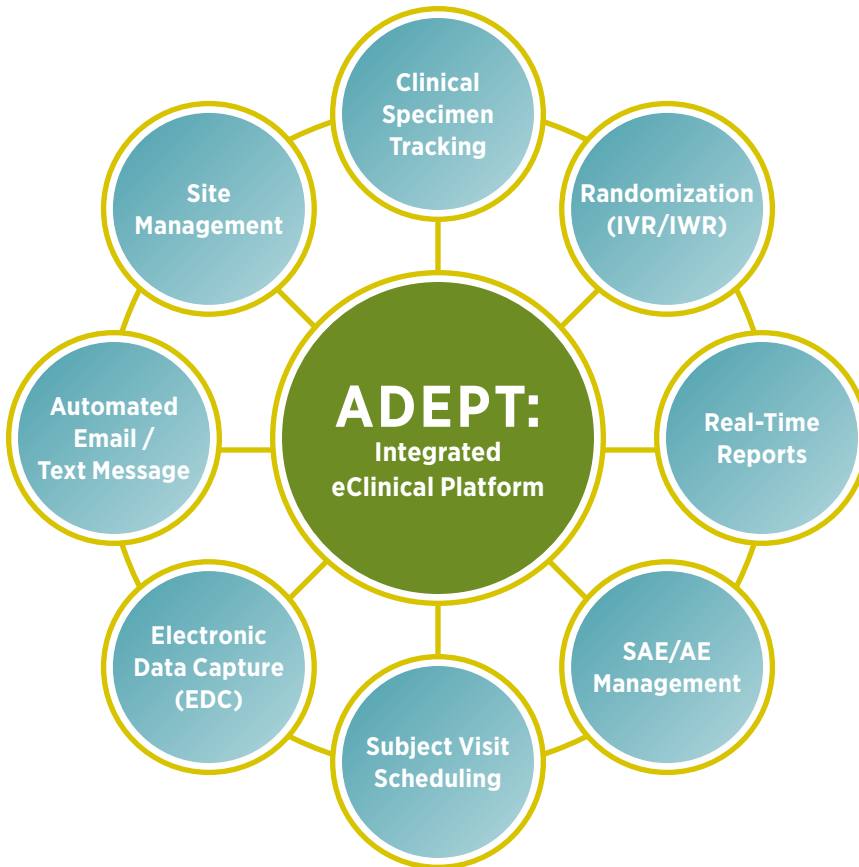 Clinical
Specimen
Tracking
Randomization
(IVR/IWR)
Real-Time
Reports
SAE/AE
Management
Subject Visit
Scheduling
Electronic
Data Capture
(EDC)
Automated
Email /
Text Message
Site
Management
ADEPT:
Integrated
eClinical Platform